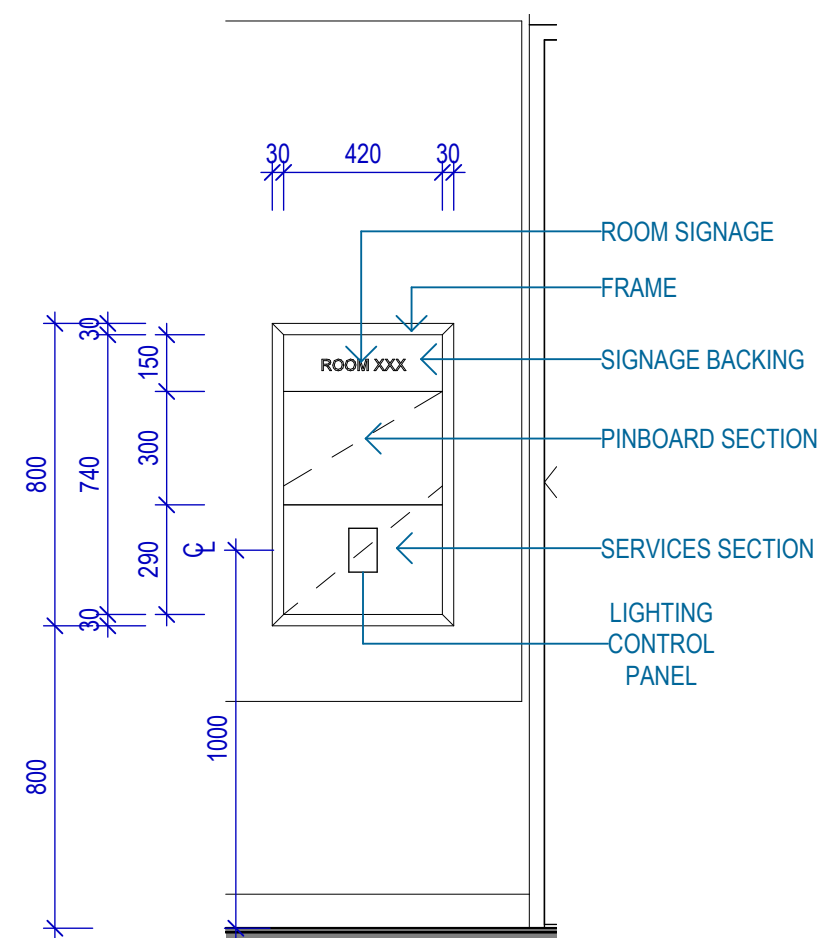 30 420 30
ROOM SIGNAGE
FRAME
30
ROOM XXX
150
SIGNAGE BACKING
PINBOARD SECTION
300
740
800
290
CL
SERVICES SECTION
30
LIGHTING
CONTROL
PANEL
1000
800